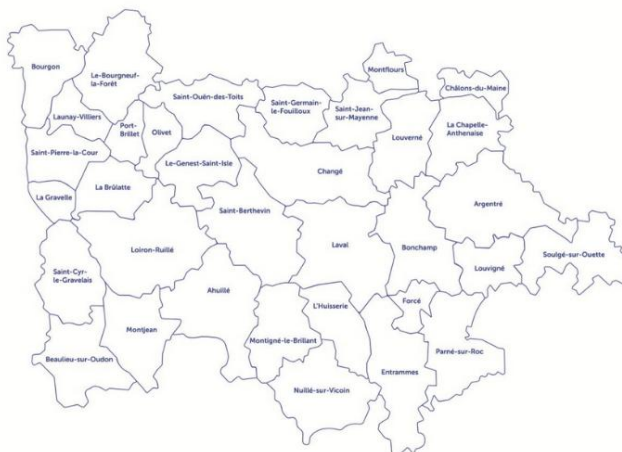 Montflours
Bourgon
Le-Bourgneuf-
la-Forêt
Châlons-du-Maine
Saint-Ouën-des-Toits
Saint-Germain-
le-Fouilloux
Saint-Jean-
sur-Mayenne
Launay-Villiers
Port-
Brillet
Olivet
Louverné
La Chapelle-
Anthenaise
Saint-Pierre-la-Cour
Le-Genest-Saint-Isle
Changé
La Gravelle
La Brûlatte
Saint-Berthevin
Argentré
Loiron-Ruillé
Laval
Bonchamp
Louvigné
Soulgé-sur-Ouette
Saint-Cyr-
le-Gravelais
Ahuillé
L'Huisserie
Forcé
Montjean
Montigné-le-Brillant
Parné-sur-Roc
Beaulieu-sur-Oudon
Entrammes
Nuillé-sur-Vicoin